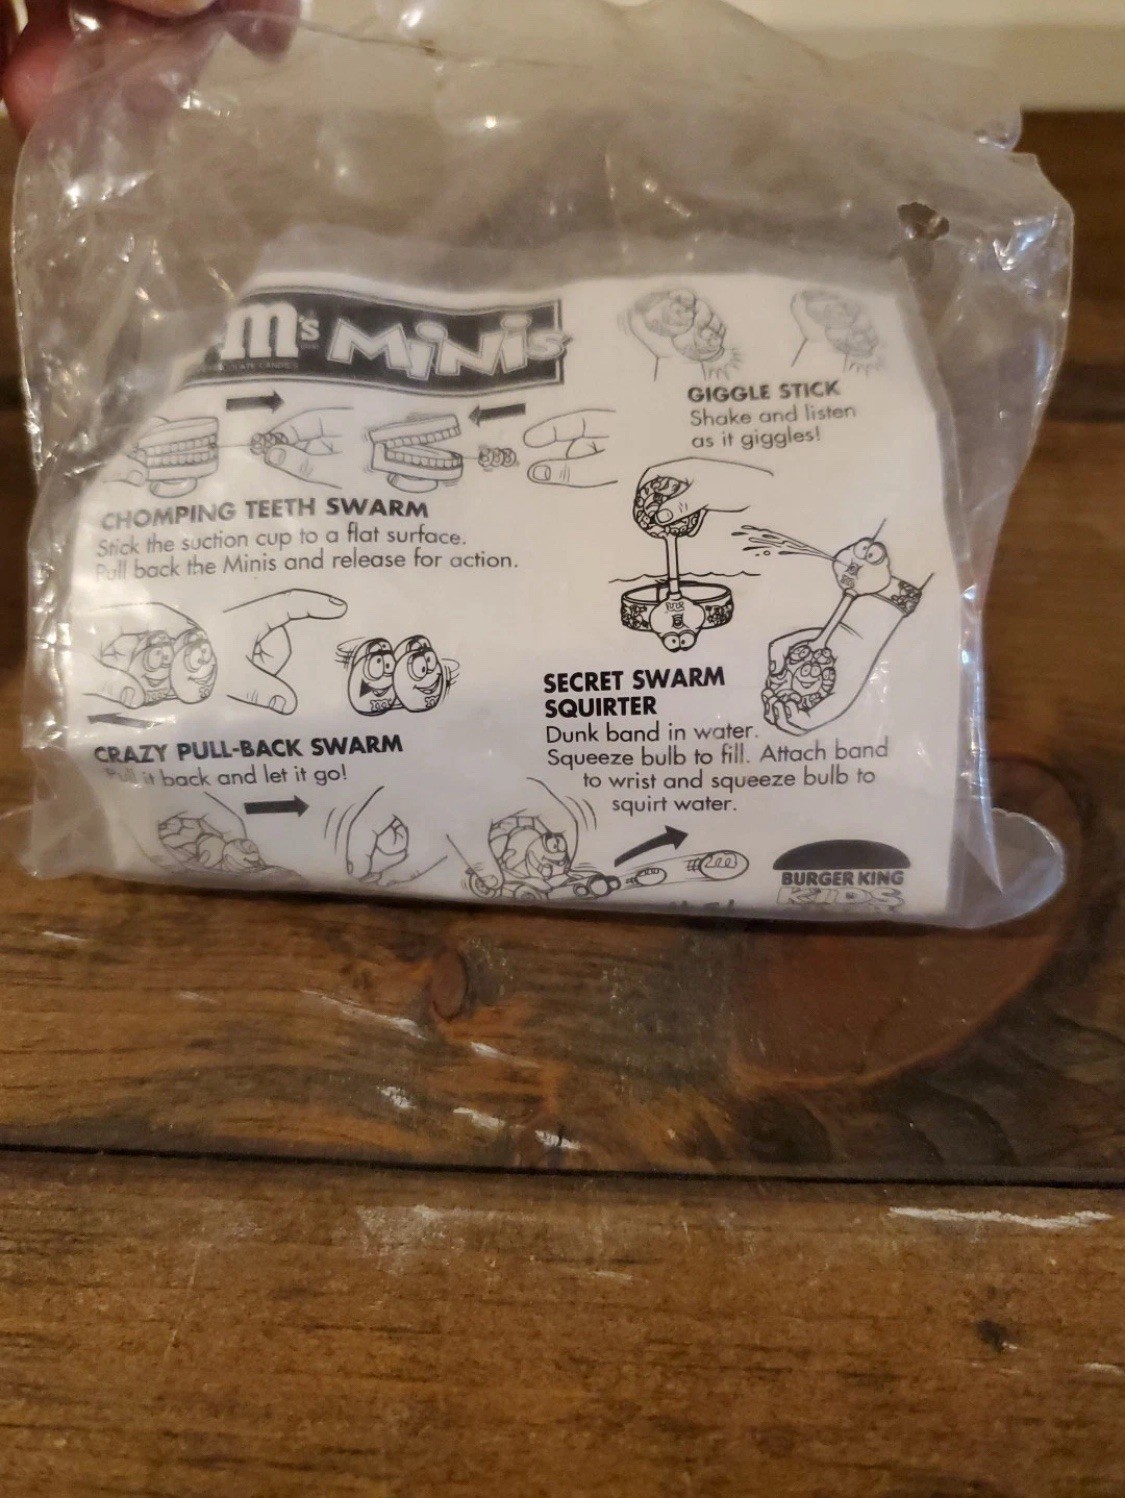 m's MiNis
GIGGLE STICK
Shake and listen
as it giggles!
CHOMPING TEETH SWARM
Stick the suction cup to a flat surface.
Pull back the Minis and release for action.
SECRET SWARM
SQUIRTER
Dunk band in water.
Squeeze bulb to fill. Attach band
to wrist and squeeze bulb to
squirt water.
CRAZY PULL-BACK SWARM
Pull it back and let it go!
BURGER KING
KIDS